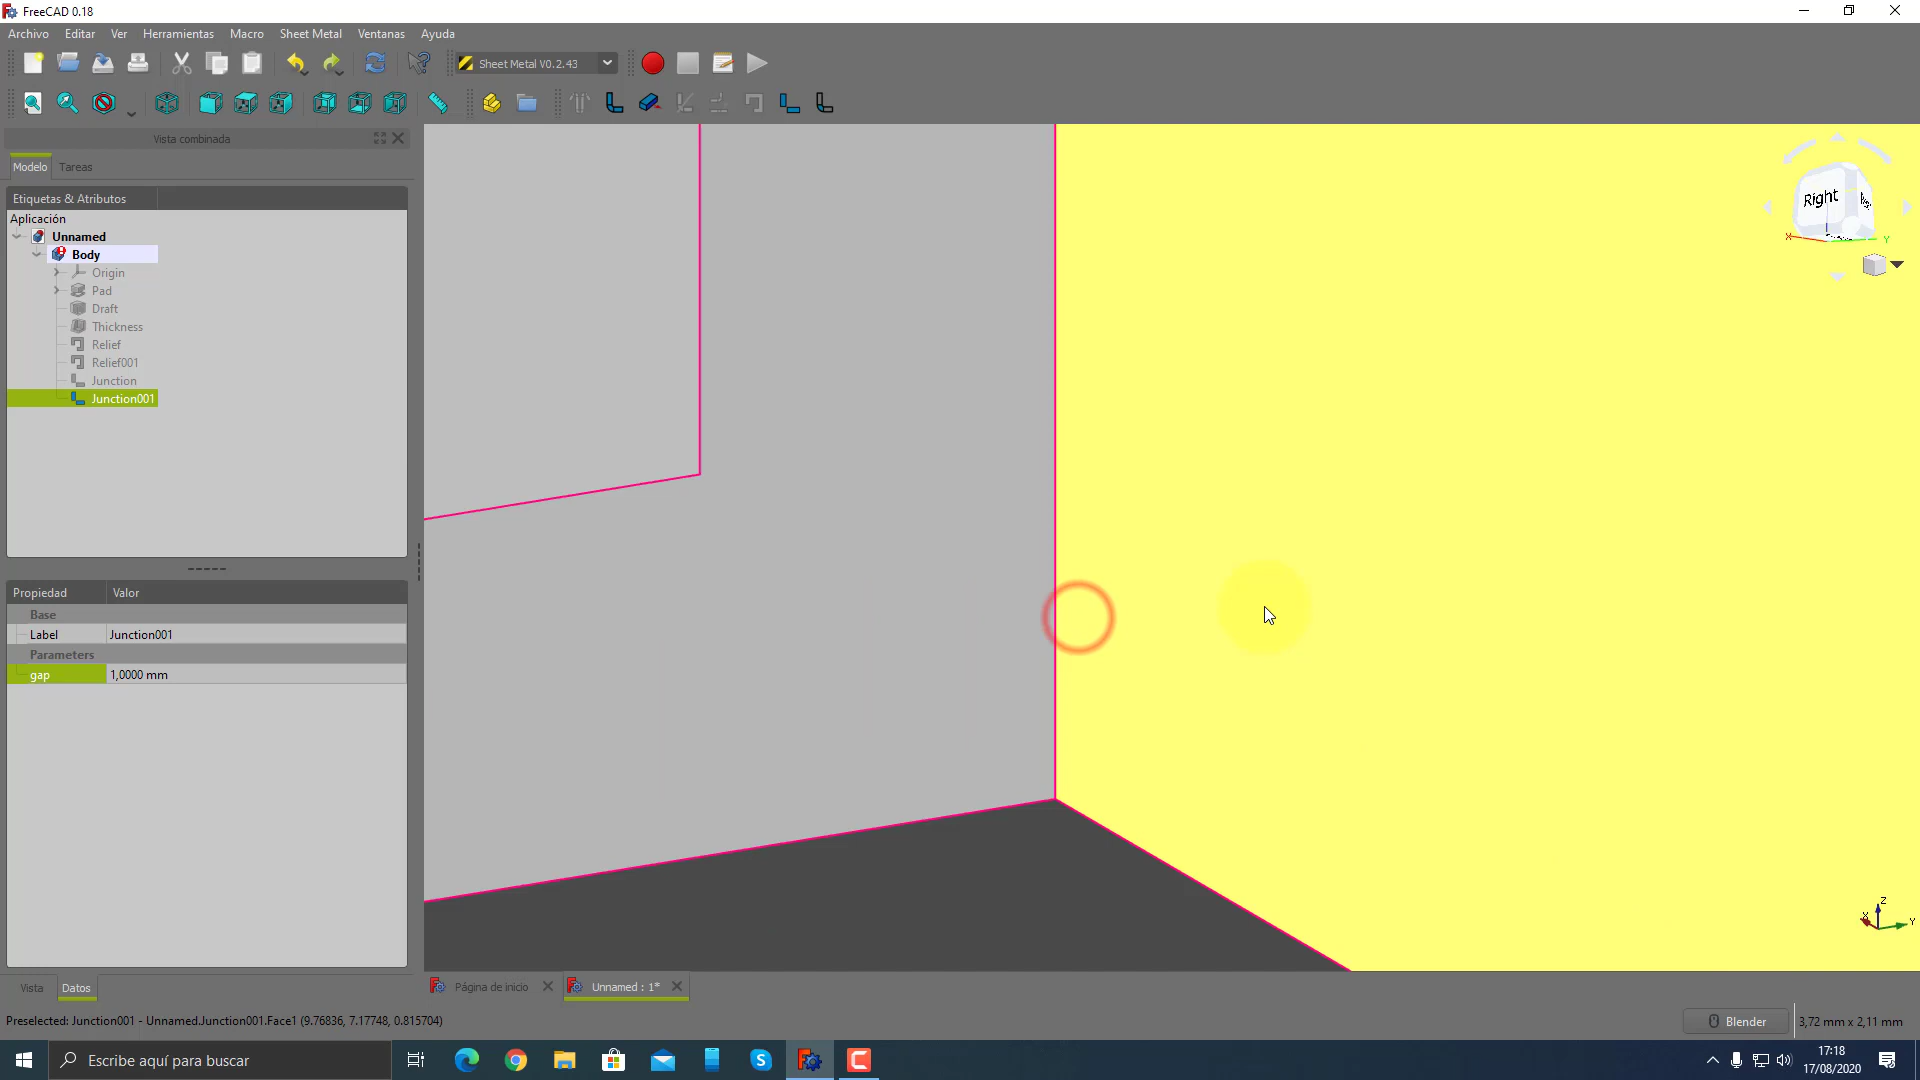 FreeCAD 0.18
Archivo Editar Ver Herramientas Macro Sheet Metal Ventanas Ayuda
Sheet Metal V0.2.43
Vista combinada
Modelo Tareas
Etiquetas & Atributos
Aplicación
Unnamed
Body
Origin
Pad
Draft
Thickness
Relief
Relief001
Junction
Junction001
Right
X Y
Propiedad Valor
Base
Label Junction001
Parameters
gap 1,0000 mm
Z
X Y
Vista Datos
Página de inicio Unnamed : 1*
Preselected: Junction001 - Unnamed.Junction001.Face1 (9.76836, 7.17748, 0.815704)
Blender 3,72 mm x 2,11 mm
Escribe aquí para buscar
17:18
17/08/2020